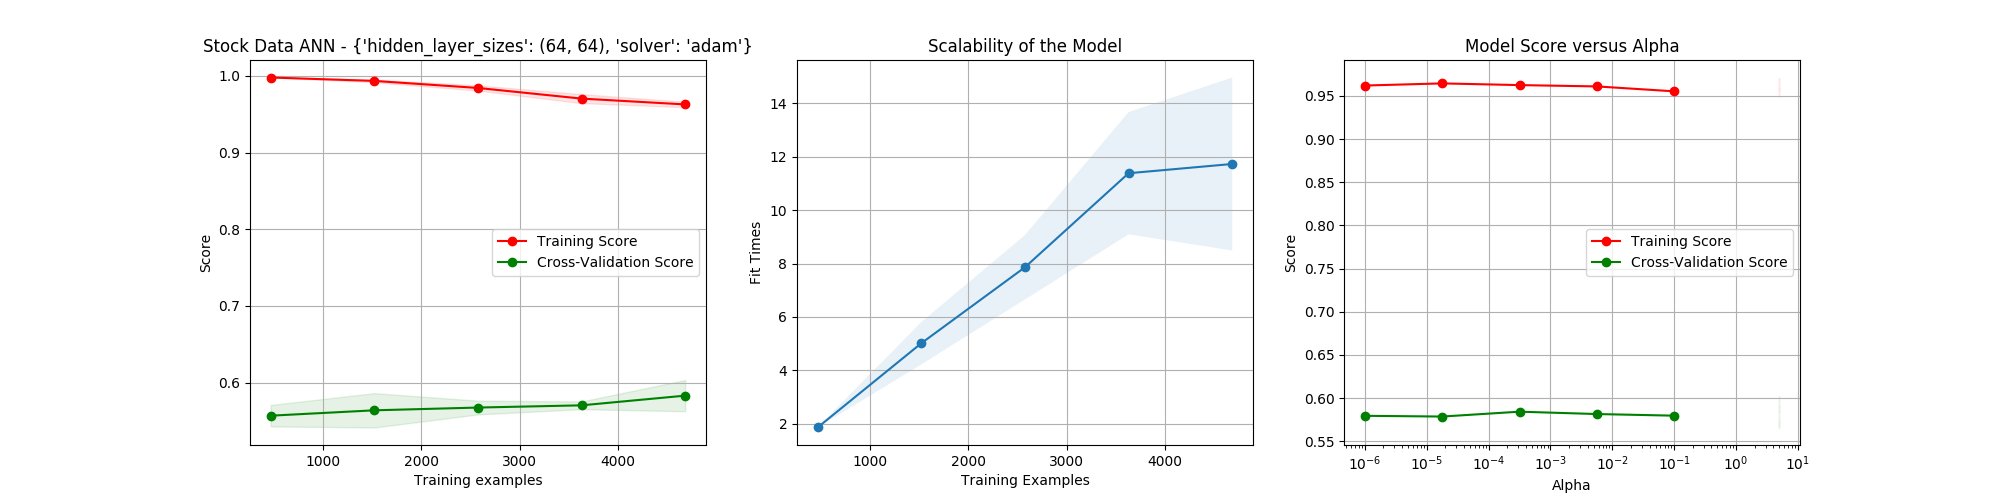 Stock Data ANN - {'hidden_layer_sizes': (64, 64), 'solver': 'adam'}
1.0
0.9
0.8
0.7
0.6
Score
Training Score
Cross-Validation Score
1000
2000
3000
4000
Training examples
Scalability of the Model
14
12
10
8
6
4
2
Fit Times
1000
2000
3000
4000
Training Examples
Model Score versus Alpha
0.95
0.90
0.85
0.80
0.75
0.70
0.65
0.60
0.55
Score
Training Score
Cross-Validation Score
10⁻⁶
10⁻⁵
10⁻⁴
10⁻³
10⁻²
10⁻¹
10⁰
10¹
Alpha